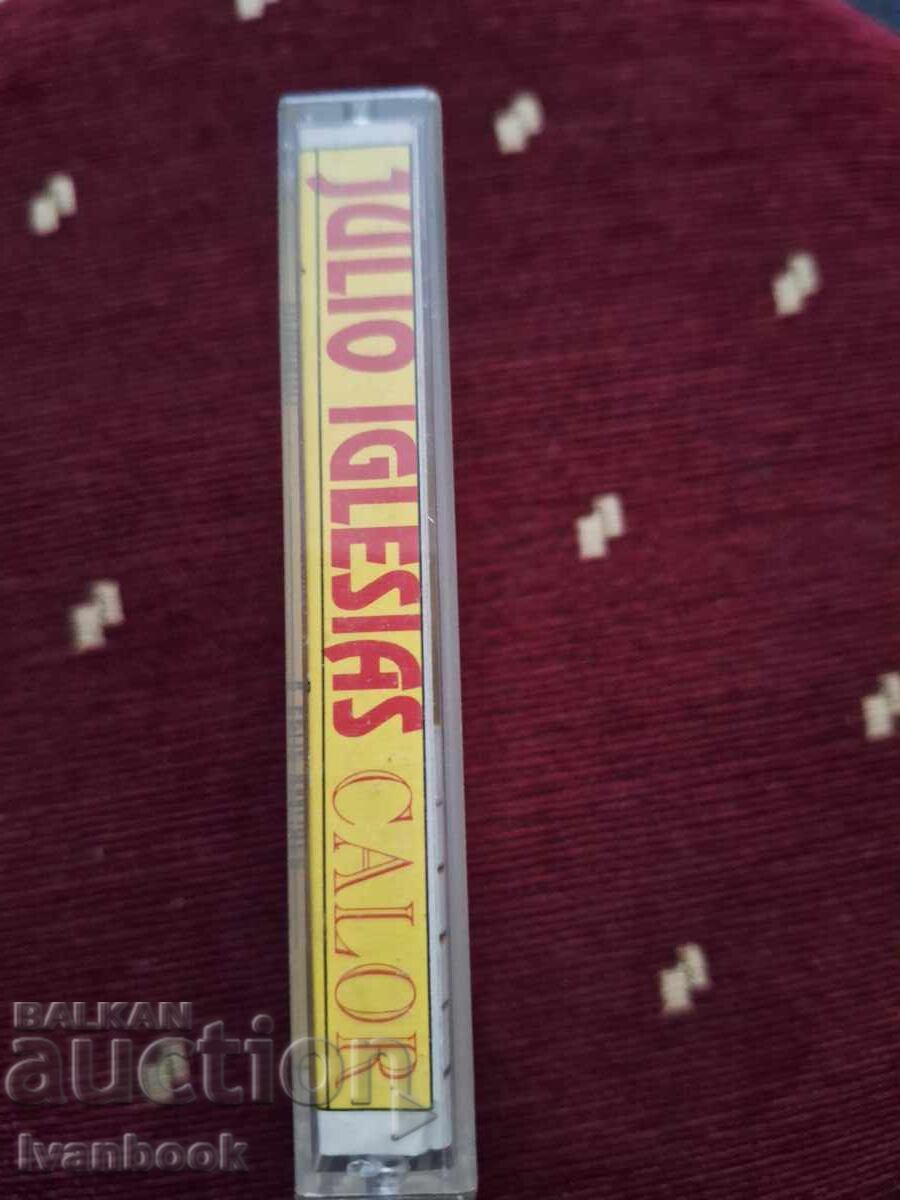 JULIO IGLESIAS CALOR
BALKAN
auction
Ivanbook